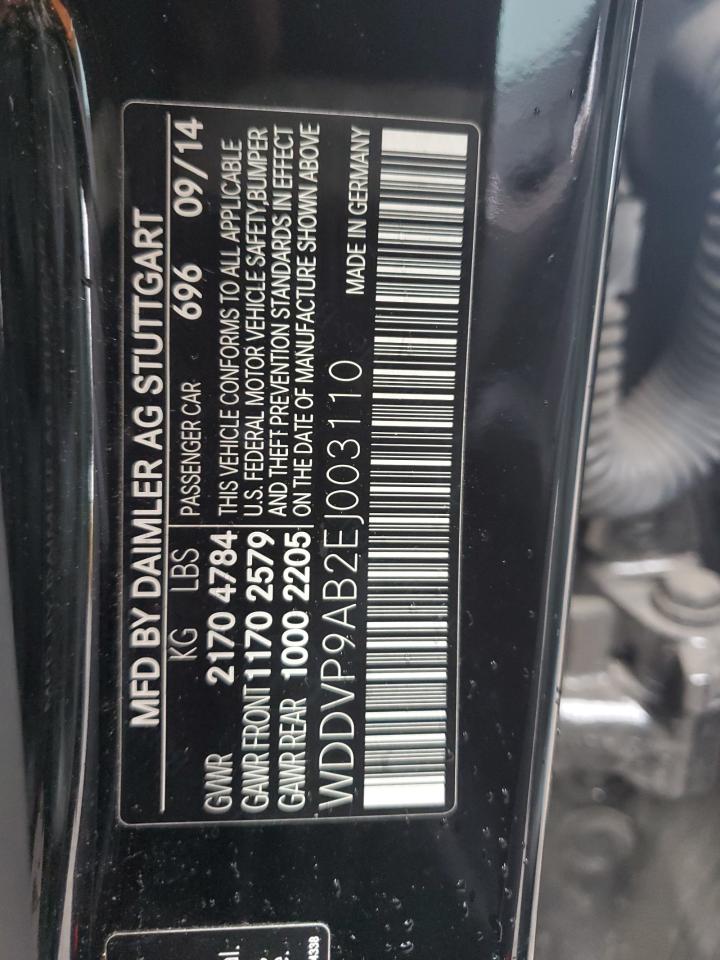 MFD BY DAIMLER AG STUTTGART
KG LBS PASSENGER CAR 696 09/14
GVWR 2170 4784 THIS VEHICLE CONFORMS TO ALL APPLICABLE
GAWR FRONT 1170 2579 U.S. FEDERAL MOTOR VEHICLE SAFETY,BUMPER
GAWR REAR 1000 2205 AND THEFT PREVENTION STANDARDS IN EFFECT
ON THE DATE OF MANUFACTURE SHOWN ABOVE
WDDVP9AB2EJ003110 MADE IN GERMANY
al.
e.
4338